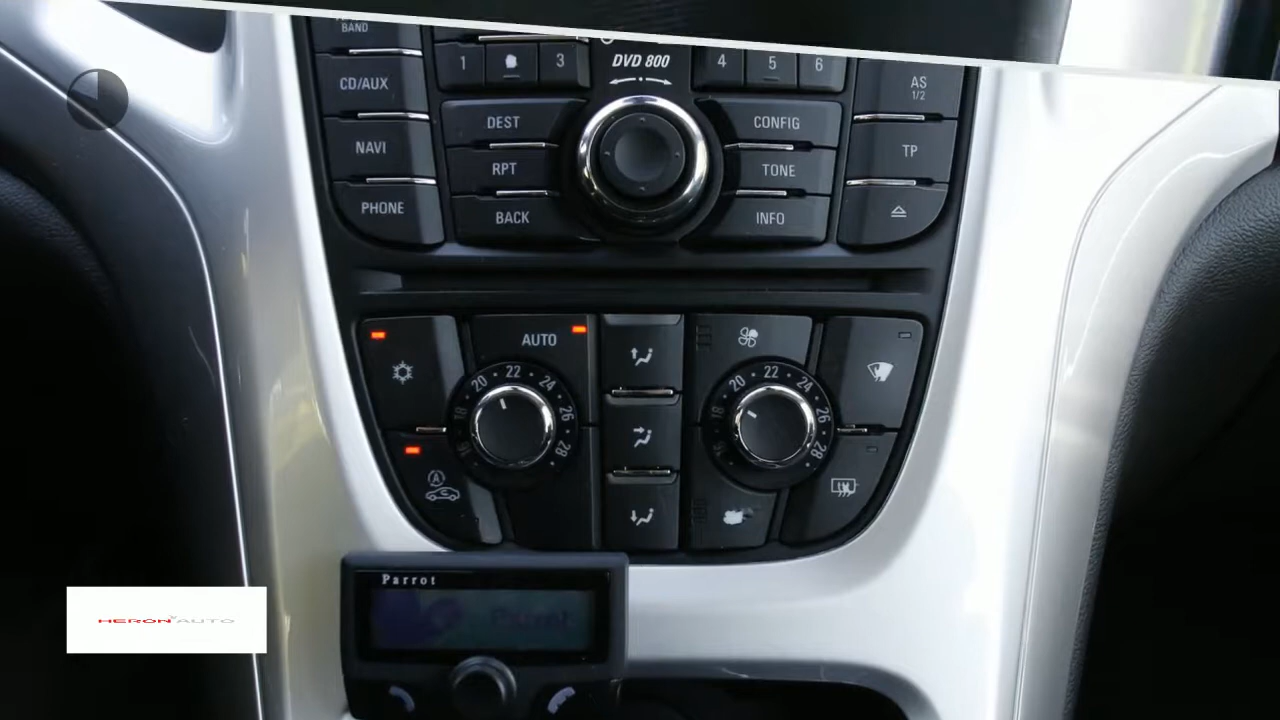 BAND
CD/AUX
NAVI
PHONE
1
3
DVD 800
4
5
6
DEST
RPT
BACK
CONFIG
TONE
INFO
AS
1/2
TP
AUTO
16 18 20 22 24 26 28
16 18 20 22 24 26 28
A
Parrot
HERON AUTO